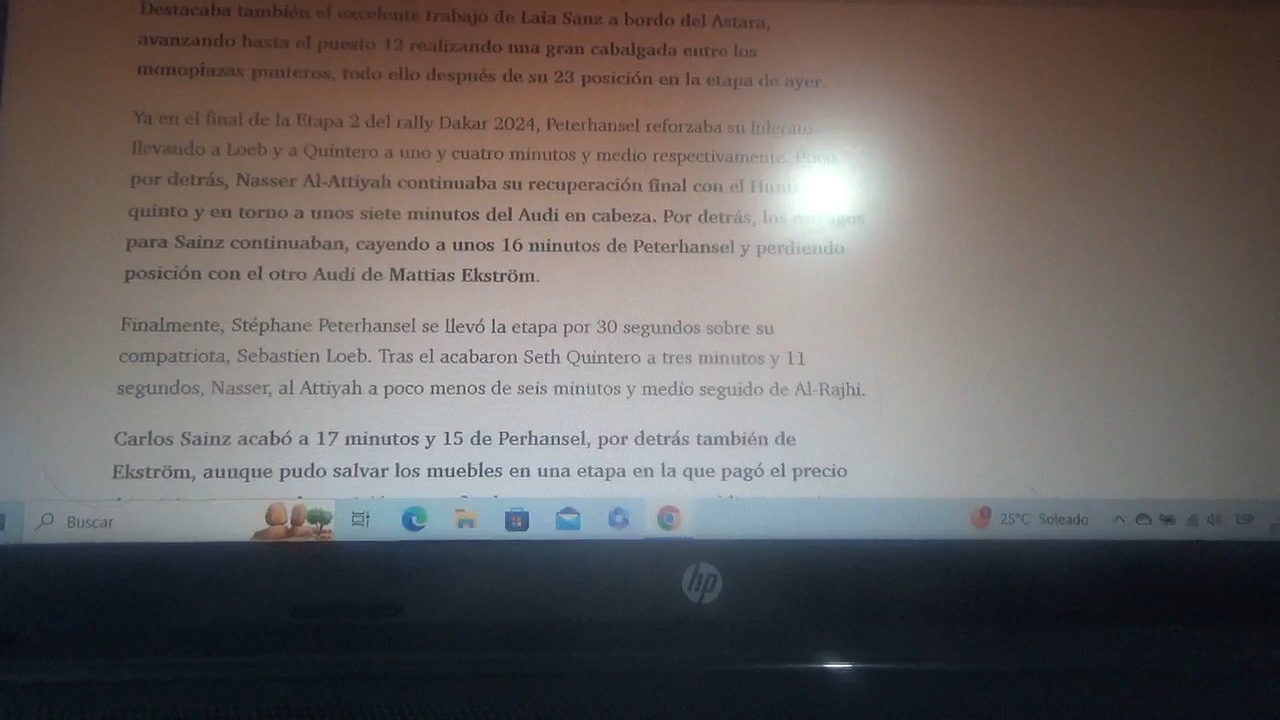 Destacaba también el excelente trabajo de Laia Sanz a bordo del Astara,
avanzando hasta el puesto 12 realizando una gran cabalgada entre los
monoplazas punteros, todo ello después de su 23 posición en la etapa de ayer.
Ya en el final de la Etapa 2 del rally Dakar 2024, Peterhansel reforzaba su liderato
llevando a Loeb y a Quintero a uno y cuatro minutos y medio respectivamente. Poco
por detrás, Nasser Al-Attiyah continuaba su recuperación final con el
quinto y en torno a unos siete minutos del Audi en cabeza. Por detrás, los
para Sainz continuaban, cayendo a unos 16 minutos de Peterhansel y perdiendo
posición con el otro Audi de Mattias Ekström.
Finalmente, Stéphane Peterhansel se llevó la etapa por 30 segundos sobre su
compatriota, Sebastien Loeb. Tras el acabaron Seth Quintero a tres minutos y 11
segundos, Nasser, al Attiyah a poco menos de seis minutos y medio seguido de Al-Rajhi.
Carlos Sainz acabó a 17 minutos y 15 de Perhansel, por detrás también de
Ekström, aunque pudo salvar los muebles en una etapa en la que pagó el precio
Buscar
25°C Soleado
ESP
hp